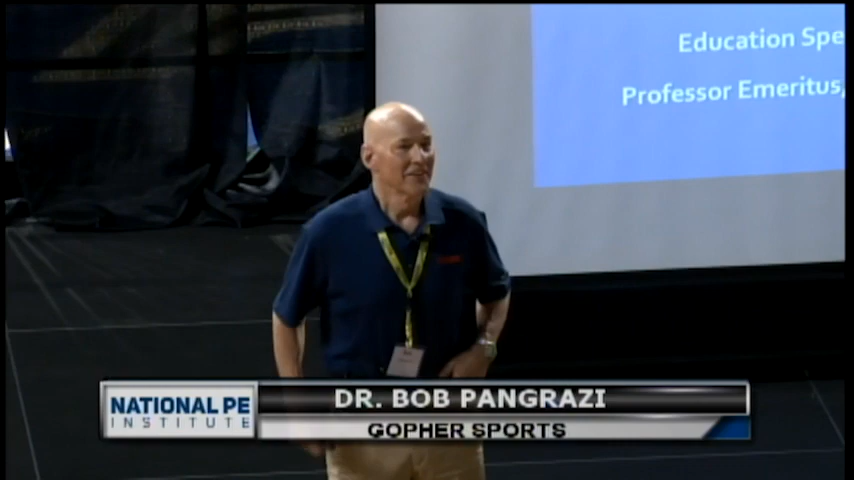 Education Spe
Professor Emeritus,
NATIONAL PE
INSTITUTE
DR. BOB PANGRAZI
GOPHER SPORTS